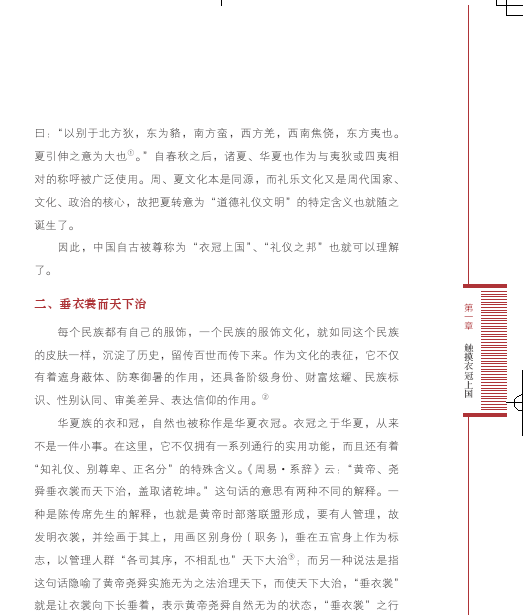 曰：“以别于北方狄，东为貉，南方蛮，西方羌，西南焦侥，东方夷也。
夏引伸之意为大也①。”自春秋之后，诸夏、华夏也作为与夷狄或四夷相
对的称呼被广泛使用。周、夏文化本是同源，而礼乐文化又是周代国家、
文化、政治的核心，故把夏转意为“道德礼仪文明”的特定含义也就随之
诞生了。
因此，中国自古被尊称为“衣冠上国”、“礼仪之邦”也就可以理解
了。
二、垂衣裳而天下治
每个民族都有自己的服饰，一个民族的服饰文化，就如同这个民族
的皮肤一样，沉淀了历史，留传百世而传下来。作为文化的表征，它不仅
有着遮身蔽体、防寒御暑的作用，还具备阶级身份、财富炫耀、民族标
识、性别认同、审美差异、表达信仰的作用。②
华夏族的衣和冠，自然也被称作是华夏衣冠。衣冠之于华夏，从来
不是一件小事。在这里，它不仅拥有一系列通行的实用功能，而且还有着
“知礼仪、别尊卑、正名分”的特殊含义。《周易·系辞》云：“黄帝、尧
舜垂衣裳而天下治，盖取诸乾坤。”这句话的意思有两种不同的解释。一
种是陈传席先生的解释，也就是黄帝时部落联盟形成，要有人管理，故
发明衣裳，并绘画于其上，用画区别身份（职务），垂在五官身上作为标
志，以管理人群“各司其序，不相乱也”天下大治③；而另一种说法是指
这句话隐喻了黄帝尧舜实施无为之法治理天下，而使天下大治，“垂衣裳”
就是让衣裳向下长垂着，表示黄帝尧舜自然无为的状态，“垂衣裳”之行
第一章 触摸衣冠上国